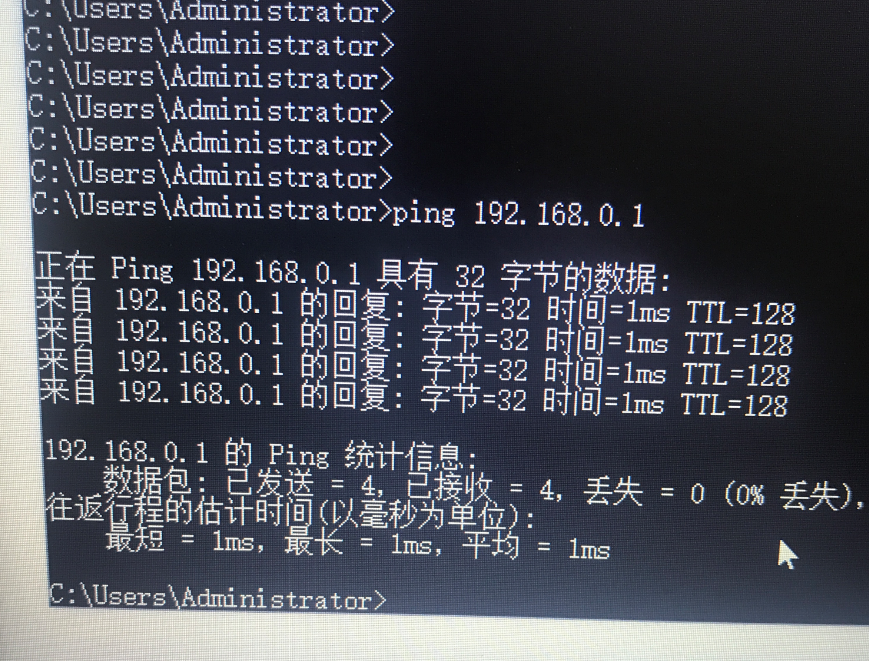 C:\Users\Administrator>
C:\Users\Administrator>
C:\Users\Administrator>
C:\Users\Administrator>
C:\Users\Administrator>
C:\Users\Administrator>
C:\Users\Administrator>ping 192.168.0.1
正在 Ping 192.168.0.1 具有 32 字节的数据:
来自 192.168.0.1 的回复: 字节=32 时间=1ms TTL=128
来自 192.168.0.1 的回复: 字节=32 时间=1ms TTL=128
来自 192.168.0.1 的回复: 字节=32 时间=1ms TTL=128
来自 192.168.0.1 的回复: 字节=32 时间=1ms TTL=128
192.168.0.1 的 Ping 统计信息:
数据包: 已发送 = 4, 已接收 = 4, 丢失 = 0 (0% 丢失),
往返行程的估计时间(以毫秒为单位):
最短 = 1ms, 最长 = 1ms, 平均 = 1ms
C:\Users\Administrator>